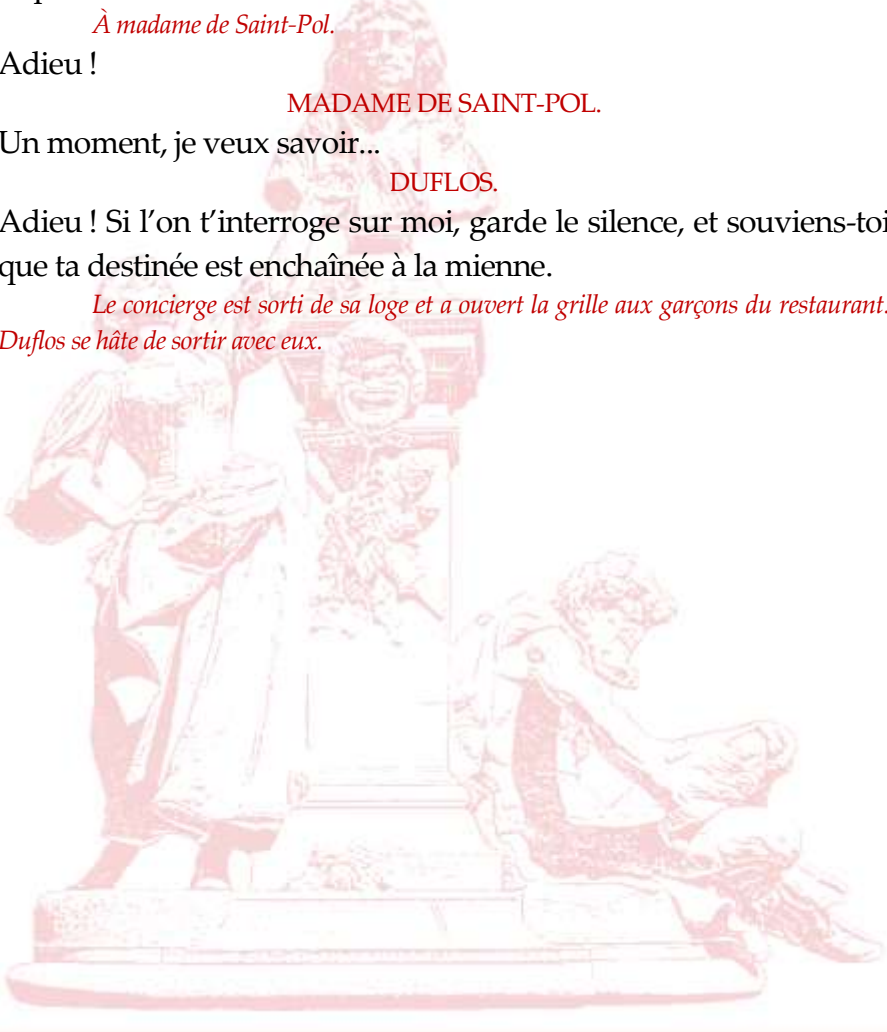 À madame de Saint-Pol.
Adieu !
MADAME DE SAINT-POL.
Un moment, je veux savoir...
DUFLOS.
Adieu ! Si l’on t’interroge sur moi, garde le silence, et souviens-toi
que ta destinée est enchaînée à la mienne.
Le concierge est sorti de sa loge et a ouvert la grille aux garçons du restaurant.
Duflos se hâte de sortir avec eux.